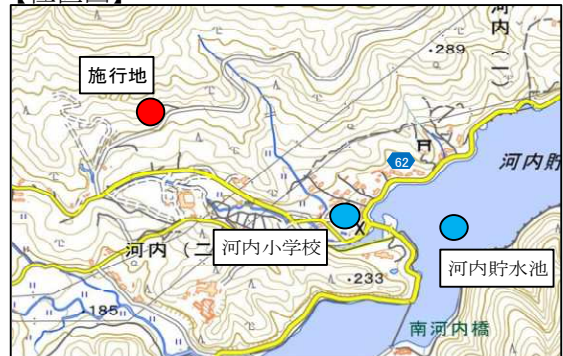 河内(一)
・289
施行地
62
河内貯
河内小学校
河内(二
河内貯水池
・233
・185
南河内橋